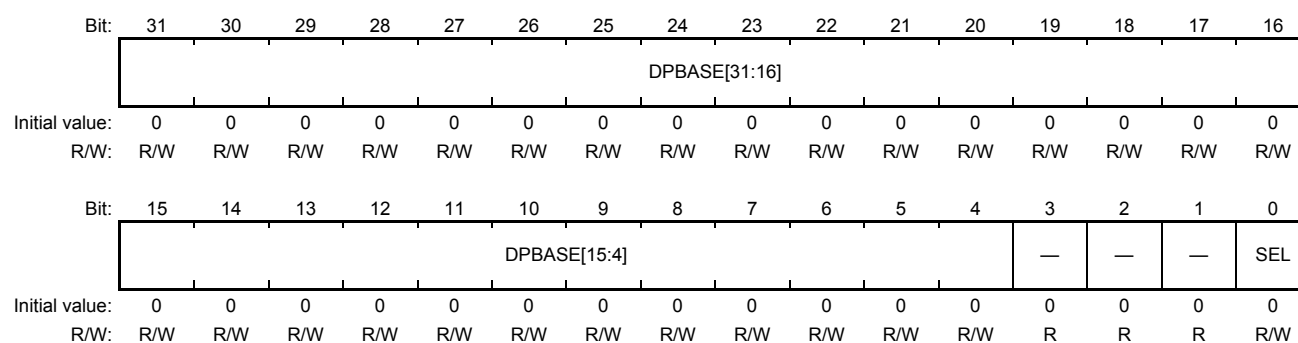 Bit: 31 30 29 28 27 26 25 24 23 22 21 20 19 18 17 16
DPBASE[31:16]
Initial value: 0 0 0 0 0 0 0 0 0 0 0 0 0 0 0 0
R/W: R/W R/W R/W R/W R/W R/W R/W R/W R/W R/W R/W R/W R/W R/W R/W R/W
Bit: 15 14 13 12 11 10 9 8 7 6 5 4 3 2 1 0
DPBASE[15:4] — — — SEL
Initial value: 0 0 0 0 0 0 0 0 0 0 0 0 0 0 0 0
R/W: R/W R/W R/W R/W R/W R/W R/W R/W R/W R/W R/W R/W R R R R/W